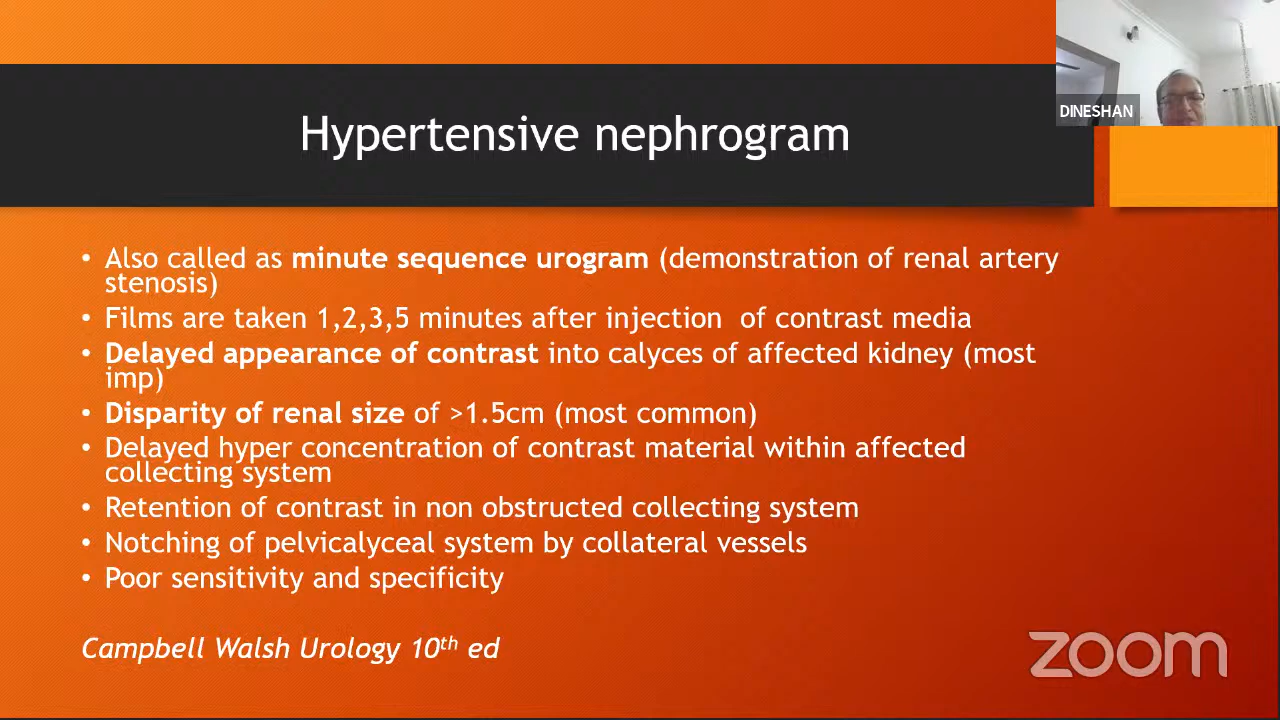 DINESHAN
Hypertensive nephrogram
• Also called as minute sequence urogram (demonstration of renal artery
stenosis)
• Films are taken 1,2,3,5 minutes after injection  of contrast media
• Delayed appearance of contrast into calyces of affected kidney (most
imp)
• Disparity of renal size of >1.5cm (most common)
• Delayed hyper concentration of contrast material within affected
collecting system
• Retention of contrast in non obstructed collecting system
• Notching of pelvicalyceal system by collateral vessels
• Poor sensitivity and specificity
Campbell Walsh Urology 10th ed
zoom